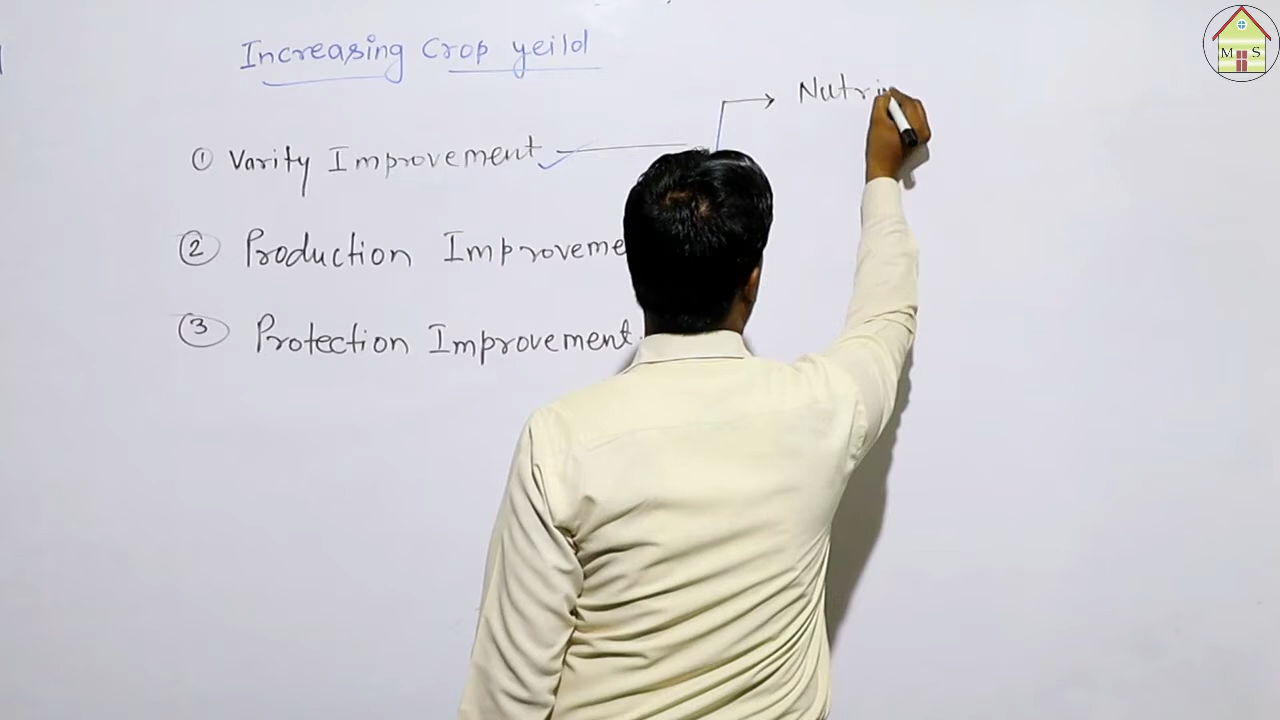 Increasing Crop yeild
Nutri
① Varity Improvement
② Production Improveme
③ Protection Improvement
M S